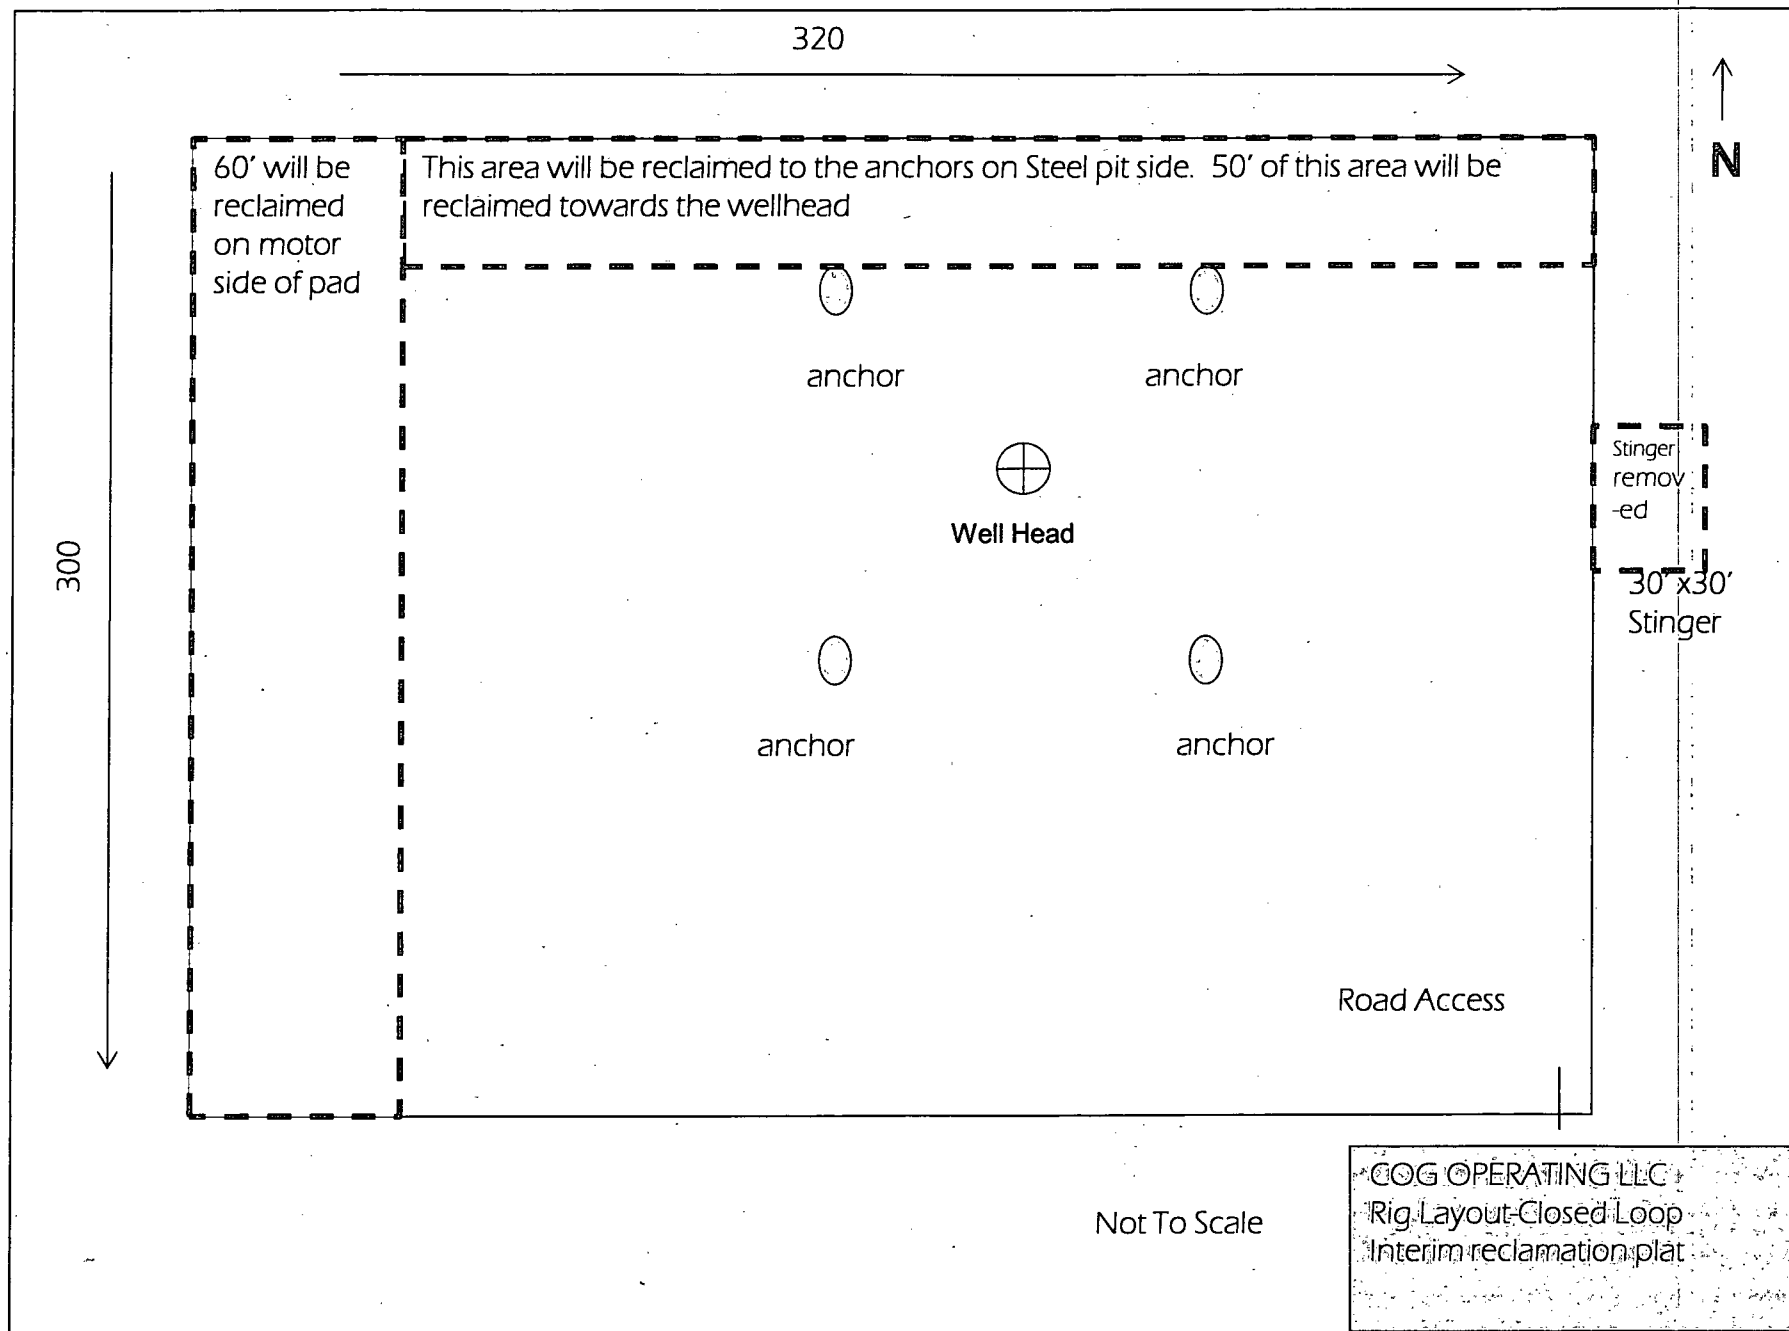 320
N
60' will be
reclaimed
on motor
side of pad
This area will be reclaimed to the anchors on Steel pit side. 50' of this area will be
reclaimed towards the wellhead
anchor
anchor
Stinger
remov
-ed
Well Head
300
30' x30'
Stinger
anchor
anchor
Road Access
Not To Scale
COG OPERATING LLC
Rig Layout-Closed Loop
Interim reclamation plat